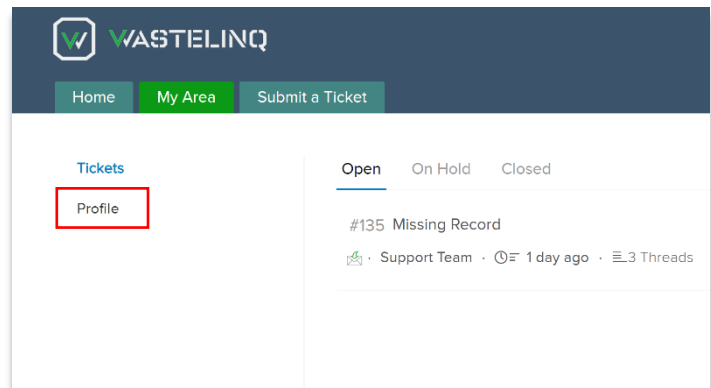 WASTELINQ
Home My Area Submit a Ticket
Tickets
Profile
Open On Hold Closed
#135 Missing Record
· Support Team · 1 day ago · 3 Threads